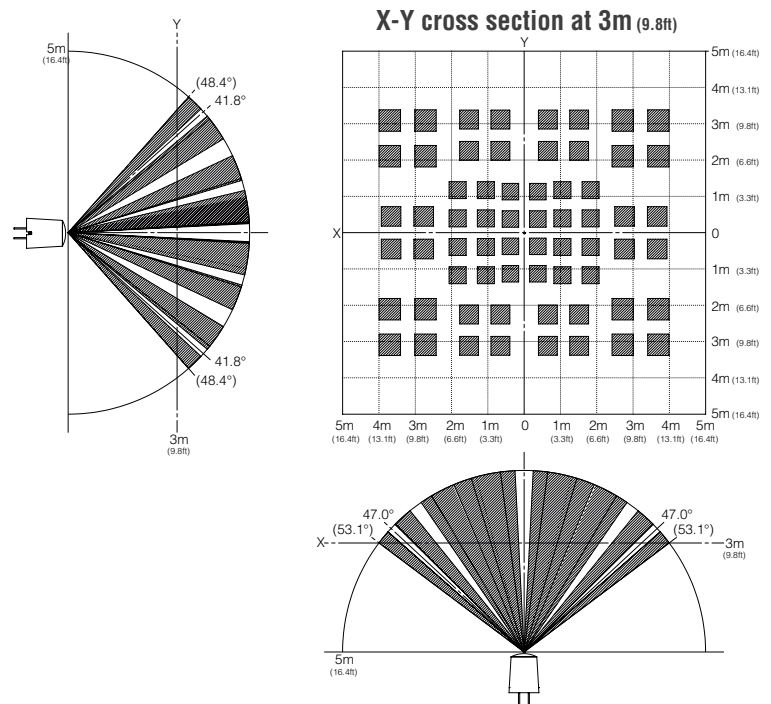 X-Y cross section at 3m (9.8ft)
Y
5m
(16.4ft)
(48.4°)
41.8°
41.8°
(48.4°)
3m
(9.8ft)
Y
5m (16.4ft)
4m (13.1ft)
3m (9.8ft)
2m (6.6ft)
1m (3.3ft)
X
0
1m (3.3ft)
2m (6.6ft)
3m (9.8ft)
4m (13.1ft)
5m (16.4ft)
5m 4m 3m 2m 1m 0 1m 2m 3m 4m 5m
(16.4ft) (13.1ft) (9.8ft) (6.6ft) (3.3ft) (3.3ft) (6.6ft) (9.8ft) (13.1ft) (16.4ft)
47.0° 47.0°
(53.1°) (53.1°)
X 3m
(9.8ft)
5m
(16.4ft)